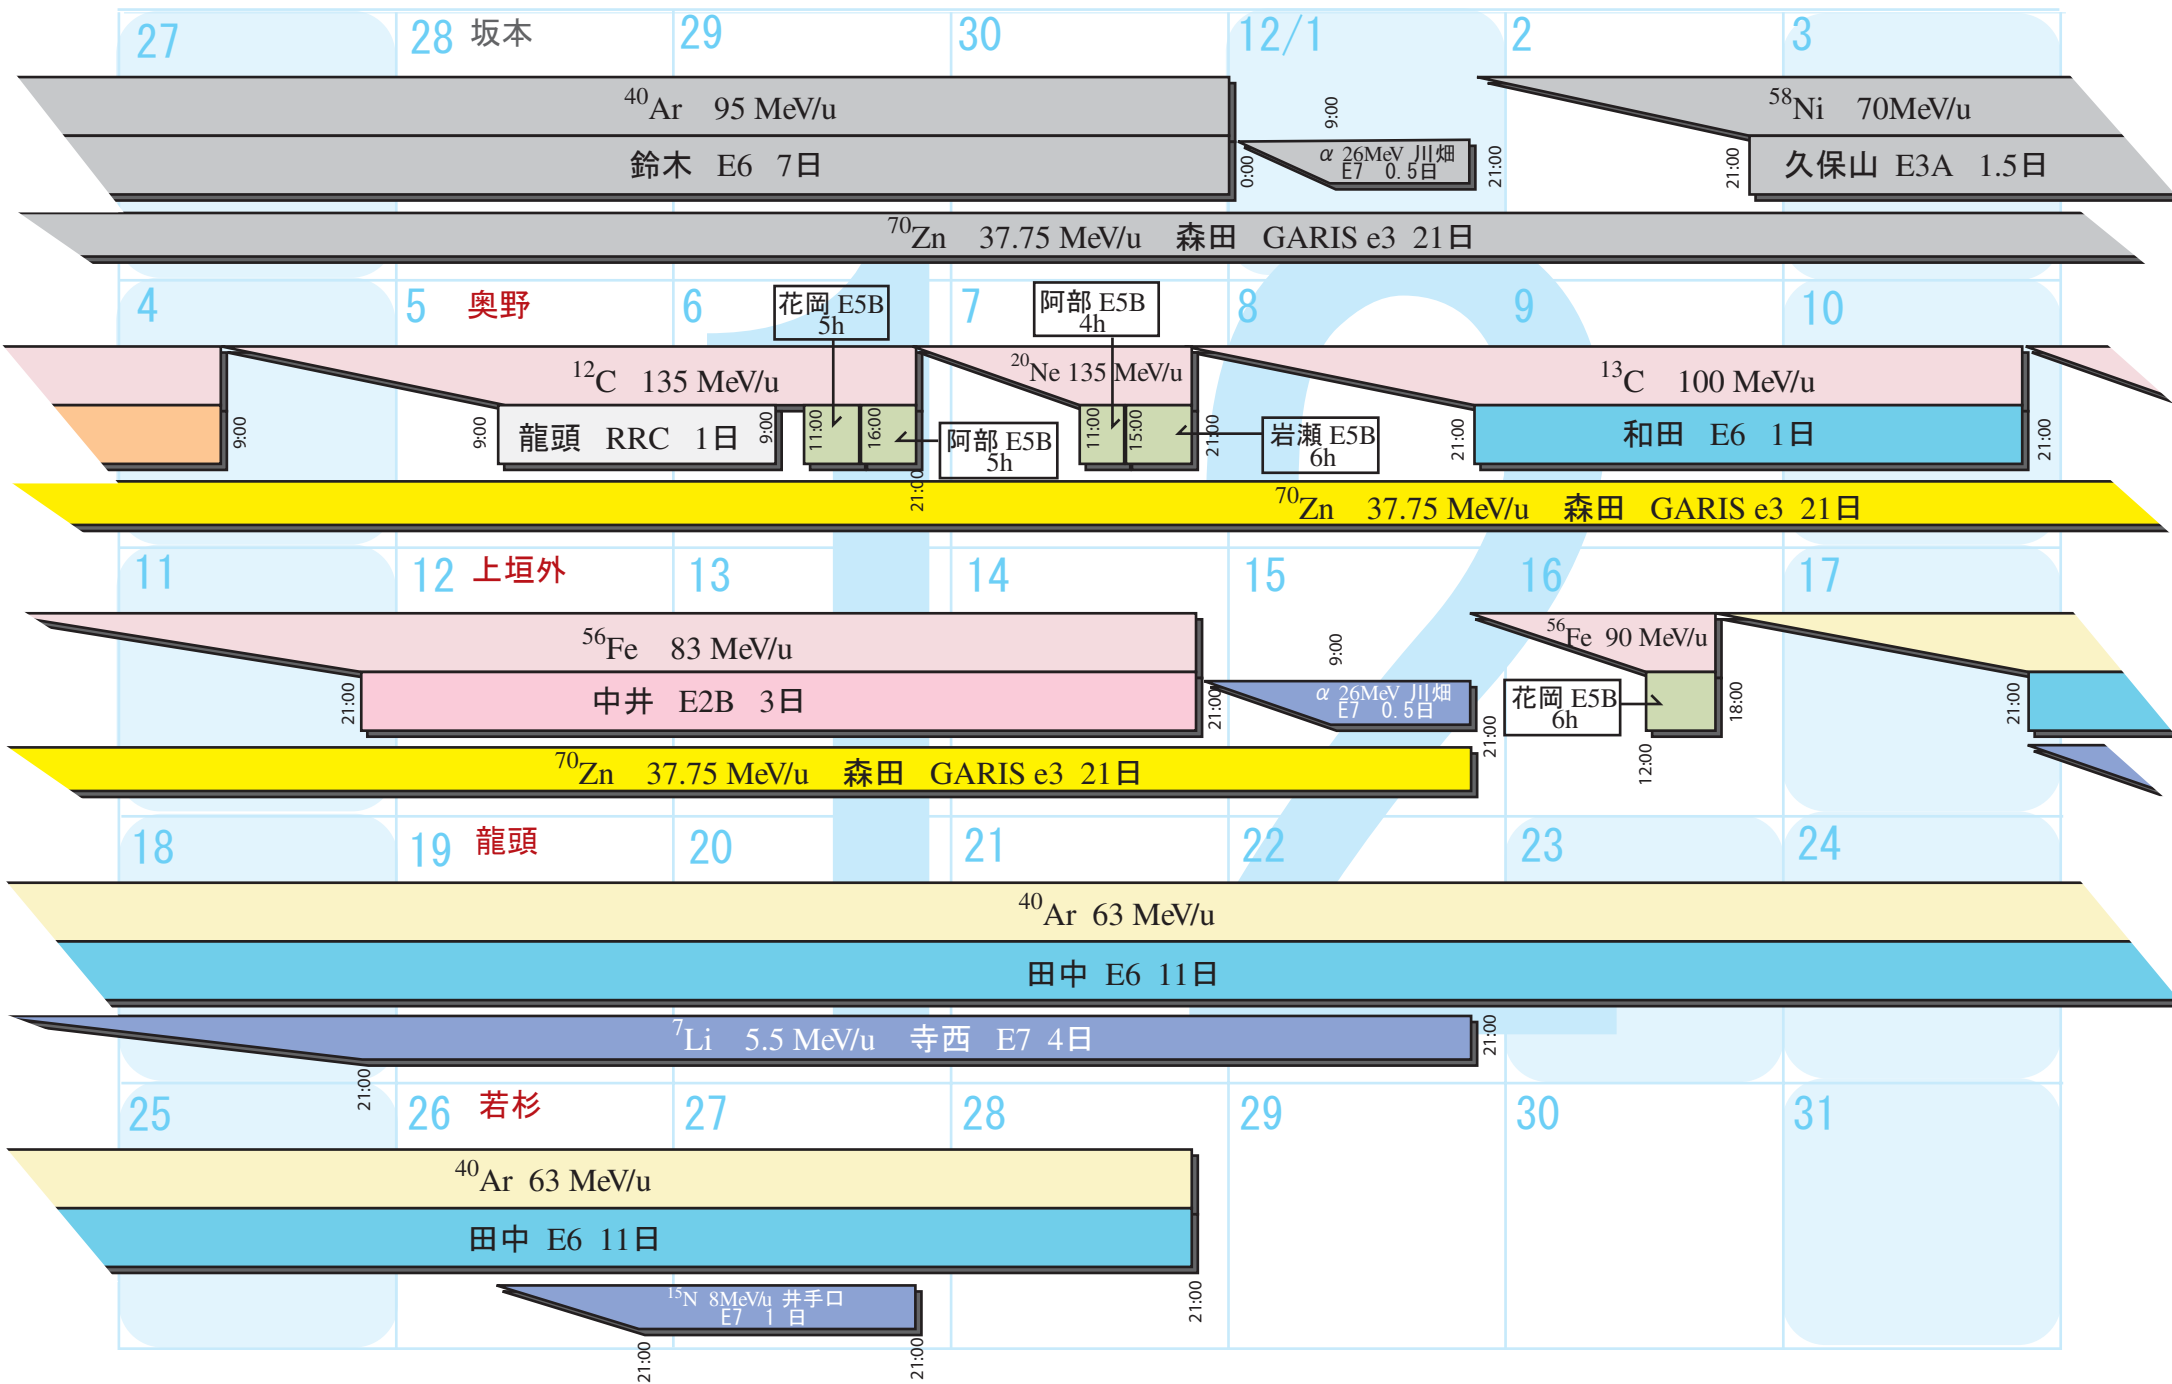 27 28 坂本 29 30 12/1 2 3
40Ar 95 MeV/u
鈴木 E6 7日
0:00
9:00
α 26MeV 川畑
E7 0.5日
21:00
58Ni 70MeV/u
21:00
久保山 E3A 1.5日
70Zn 37.75 MeV/u 森田 GARIS e3 21日
4 5 奥野 6 7 8 9 10
花岡 E5B
5h
阿部 E5B
4h
12C 135 MeV/u
20Ne 135 MeV/u
13C 100 MeV/u
9:00
9:00
龍頭 RRC 1日
9:00
11:00
16:00
21:00
阿部 E5B
5h
11:00
15:00
21:00
岩瀬 E5B
6h
21:00
和田 E6 1日
21:00
70Zn 37.75 MeV/u 森田 GARIS e3 21日
11 12 上垣外 13 14 15 16 17
56Fe 83 MeV/u
21:00
中井 E2B 3日
21:00
9:00
α 26MeV 川畑
E7 0.5日
21:00
56Fe 90 MeV/u
花岡 E5B
6h
12:00
18:00
21:00
70Zn 37.75 MeV/u 森田 GARIS e3 21日
18 19 龍頭 20 21 22 23 24
40Ar 63 MeV/u
田中 E6 11日
7Li 5.5 MeV/u 寺西 E7 4日
21:00
21:00
25 26 若杉 27 28 29 30 31
40Ar 63 MeV/u
田中 E6 11日
21:00
15N 8MeV/u 井手口
E7 1 日
21:00
21:00
12